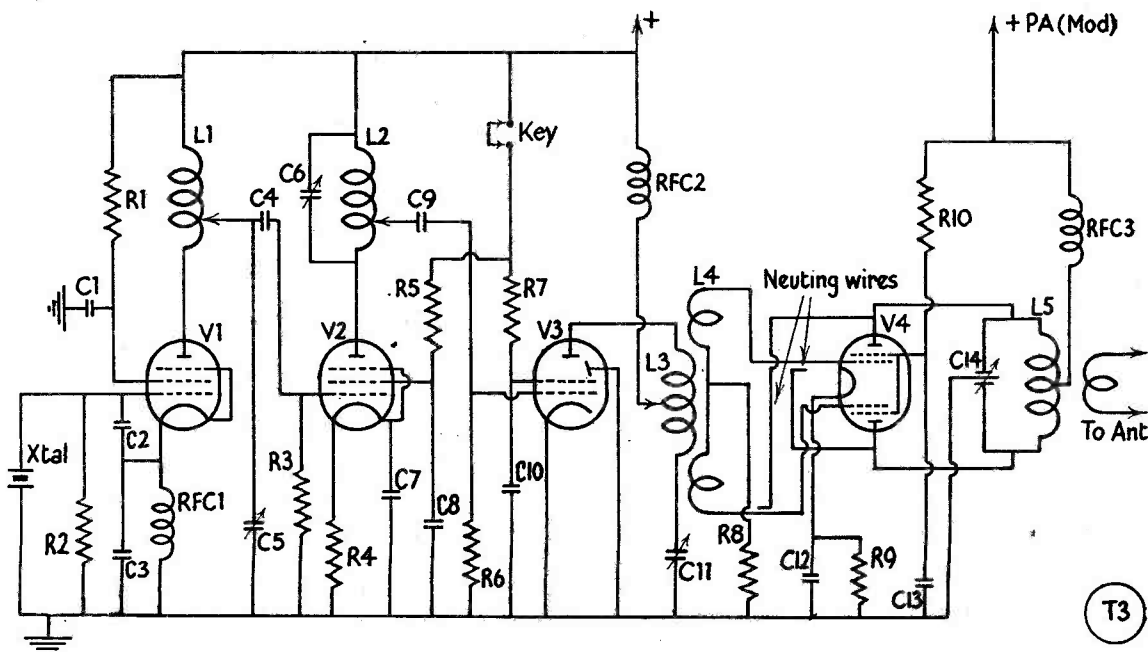 +
+ PA (Mod)
L1
L2
Key
C6
C4
C9
R1
RFC2
R10
RFC3
C1
R5
R7
L4
Neuting wires
V1
V2
V3
L3
V4
L5
C14
To Ant
C2
Xtal
RFC1
R3
C7
C8
C10
R2
C3
C5
R4
R6
C11
R8
C12
R9
C13
T3